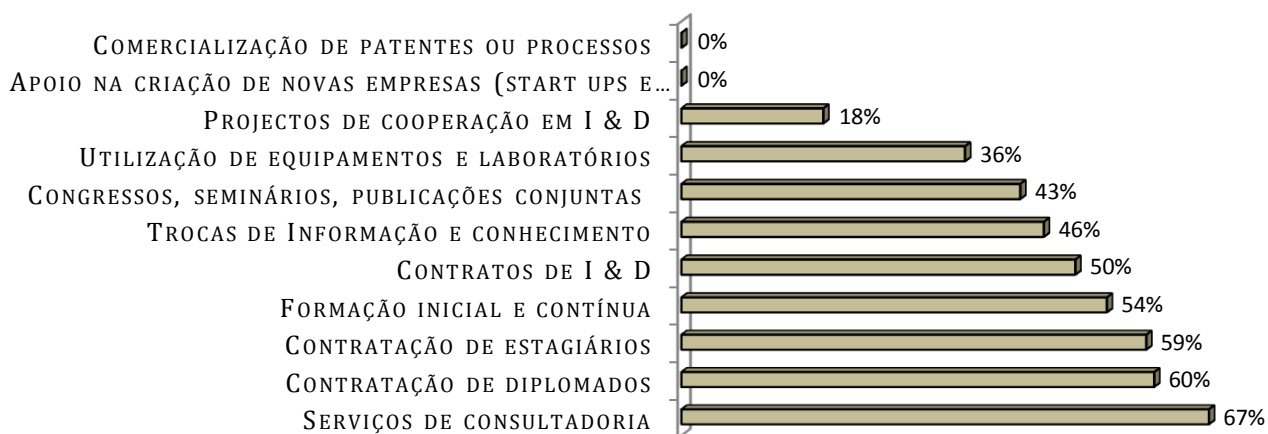 Comercialização de patentes ou processos 0%
Apoio na criação de novas empresas (start ups e... 0%
Projectos de cooperação em I & D 18%
Utilização de equipamentos e laboratórios 36%
Congressos, seminários, publicações conjuntas 43%
Trocas de Informação e conhecimento 46%
Contratos de I & D 50%
Formação inicial e contínua 54%
Contratação de estagiários 59%
Contratação de diplomados 60%
Serviços de consultadoria 67%